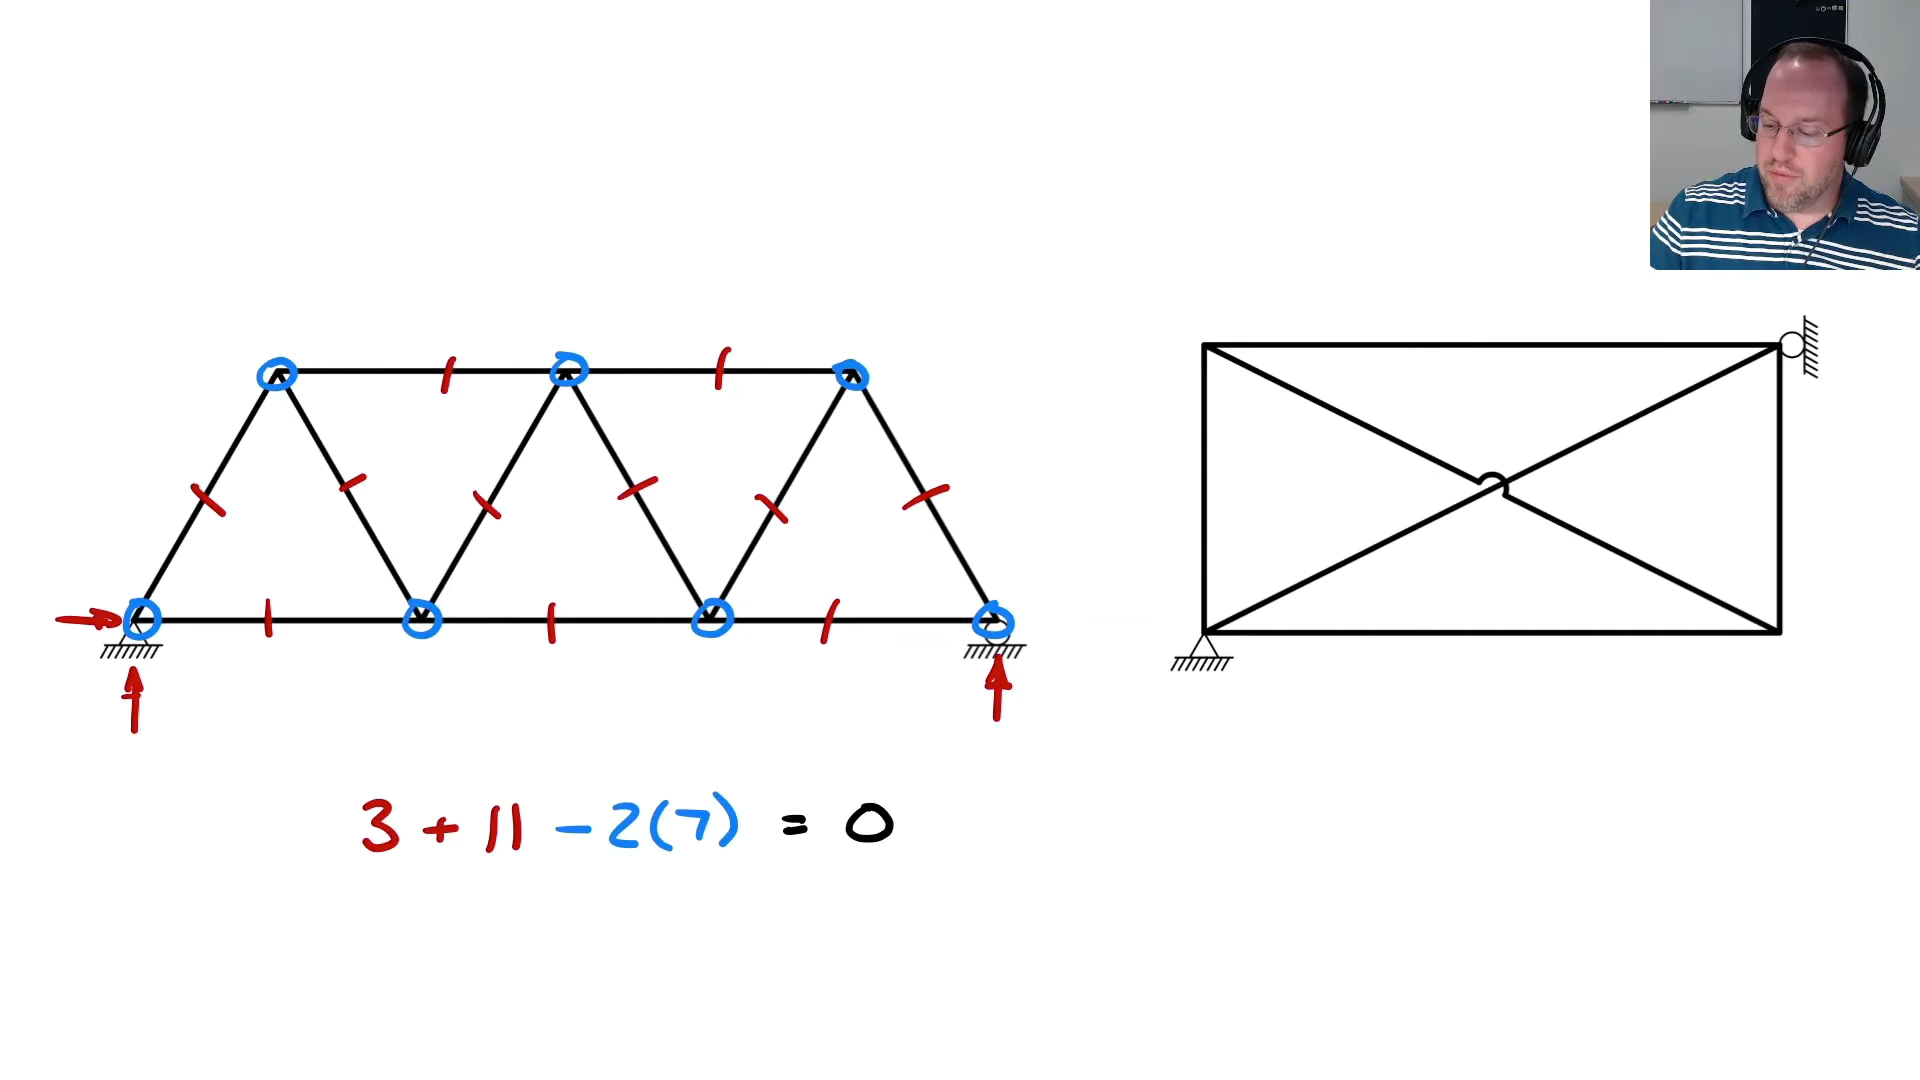 3 + 11 - 2(7) = 0